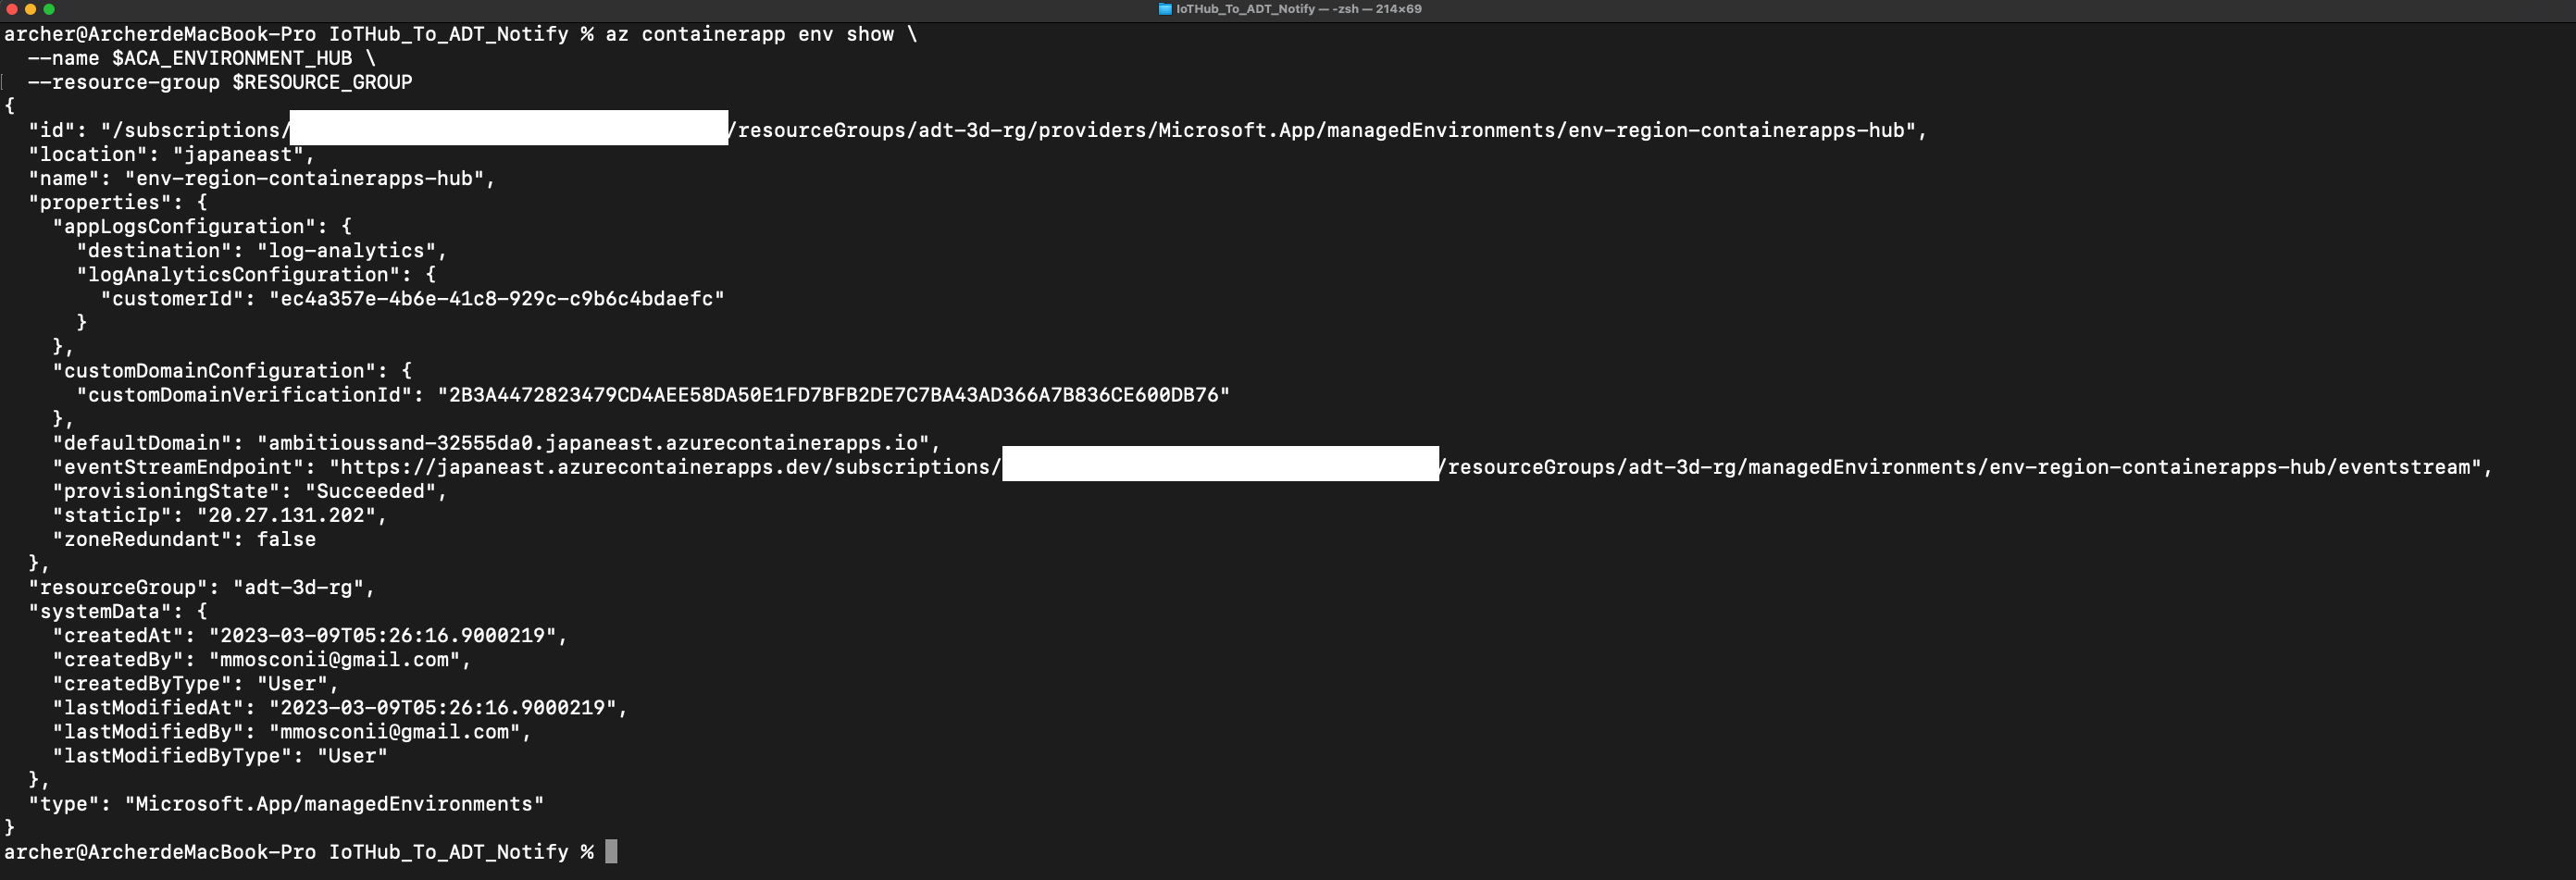 IoTHub_To_ADT_Notify — -zsh — 214×69
archer@ArcherdeMacBook-Pro IoTHub_To_ADT_Notify % az containerapp env show \
--name $ACA_ENVIRONMENT_HUB \
--resource-group $RESOURCE_GROUP
{
"id": "/subscriptions/ /resourceGroups/adt-3d-rg/providers/Microsoft.App/managedEnvironments/env-region-containerapps-hub",
"location": "japaneast",
"name": "env-region-containerapps-hub",
"properties": {
"appLogsConfiguration": {
"destination": "log-analytics",
"logAnalyticsConfiguration": {
"customerId": "ec4a357e-4b6e-41c8-929c-c9b6c4bdaefc"
}
},
"customDomainConfiguration": {
"customDomainVerificationId": "2B3A4472823479CD4AEE58DA50E1FD7BFB2DE7C7BA43AD366A7B836CE600DB76"
},
"defaultDomain": "ambitioussand-32555da0.japaneast.azurecontainerapps.io",
"eventStreamEndpoint": "https://japaneast.azurecontainerapps.dev/subscriptions/ /resourceGroups/adt-3d-rg/managedEnvironments/env-region-containerapps-hub/eventstream",
"provisioningState": "Succeeded",
"staticIp": "20.27.131.202",
"zoneRedundant": false
},
"resourceGroup": "adt-3d-rg",
"systemData": {
"createdAt": "2023-03-09T05:26:16.9000219",
"createdBy": "mmosconii@gmail.com",
"createdByType": "User",
"lastModifiedAt": "2023-03-09T05:26:16.9000219",
"lastModifiedBy": "mmosconii@gmail.com",
"lastModifiedByType": "User"
},
"type": "Microsoft.App/managedEnvironments"
}
archer@ArcherdeMacBook-Pro IoTHub_To_ADT_Notify %